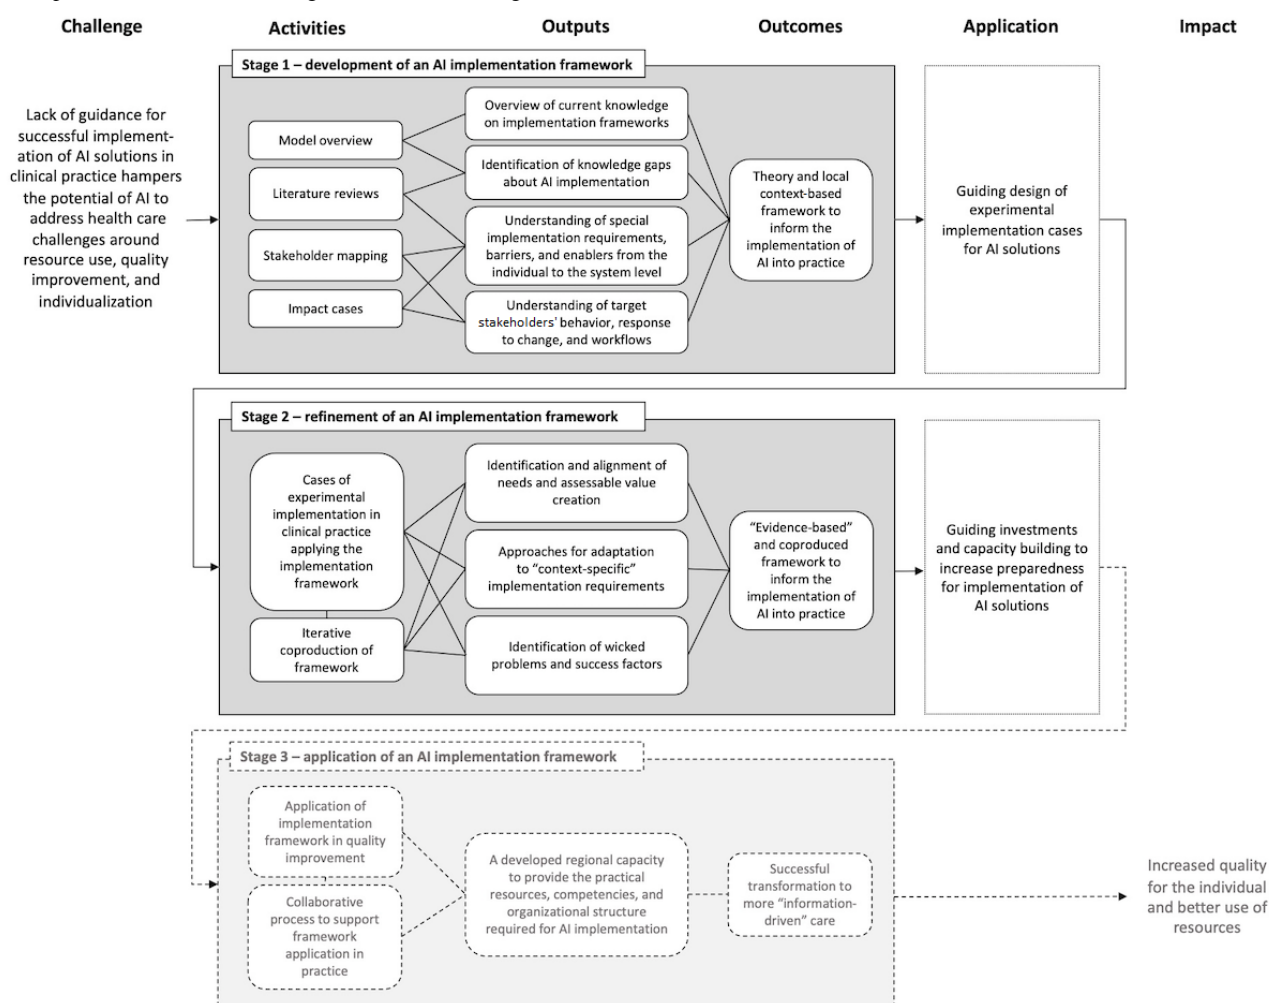 Challenge
Activities
Outputs
Outcomes
Application
Impact
Lack of guidance for
successful implement-
ation of AI solutions in
clinical practice hampers
the potential of AI to
address health care
challenges around
resource use, quality
improvement, and
individualization
Stage 1 – development of an AI implementation framework
Model overview
Literature reviews
Stakeholder mapping
Impact cases
Overview of current knowledge
on implementation frameworks
Identification of knowledge gaps
about AI implementation
Understanding of special
implementation requirements,
barriers, and enablers from the
individual to the system level
Understanding of target
stakeholders' behavior, response
to change, and workflows
Theory and local
context-based
framework to
inform the
implementation of
AI into practice
Guiding design of
experimental
implementation cases
for AI solutions
Stage 2 – refinement of an AI implementation framework
Cases of
experimental
implementation in
clinical practice
applying the
implementation
framework
Iterative
coproduction of
framework
Identification and alignment of
needs and assessable value
creation
Approaches for adaptation
to “context-specific”
implementation requirements
Identification of wicked
problems and success factors
“Evidence-based”
and coproduced
framework to
inform the
implementation of
AI into practice
Guiding investments
and capacity building to
increase preparedness
for implementation of
AI solutions
Stage 3 – application of an AI implementation framework
Application of
implementation
framework in quality
improvement
Collaborative
process to support
framework
application in
practice
A developed regional capacity
to provide the practical
resources, competencies, and
organizational structure
required for AI implementation
Successful
transformation to
more “information-
driven” care
Increased quality
for the individual
and better use of
resources